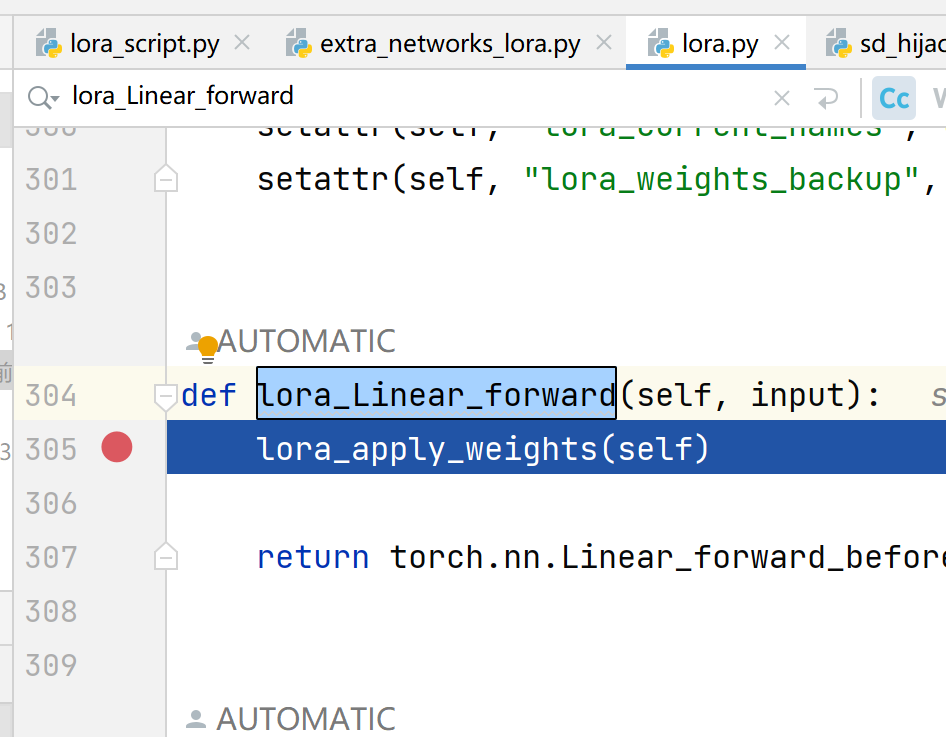 lora_script.py extra_networks_lora.py lora.py sd_hijac
lora_Linear_forward Cc W
300 setattr(self, "lora_current_names",
301 setattr(self, "lora_weights_backup",
302
303
AUTOMATIC
304 def lora_Linear_forward(self, input): s
305 lora_apply_weights(self)
306
307 return torch.nn.Linear_forward_before
308
309
AUTOMATIC